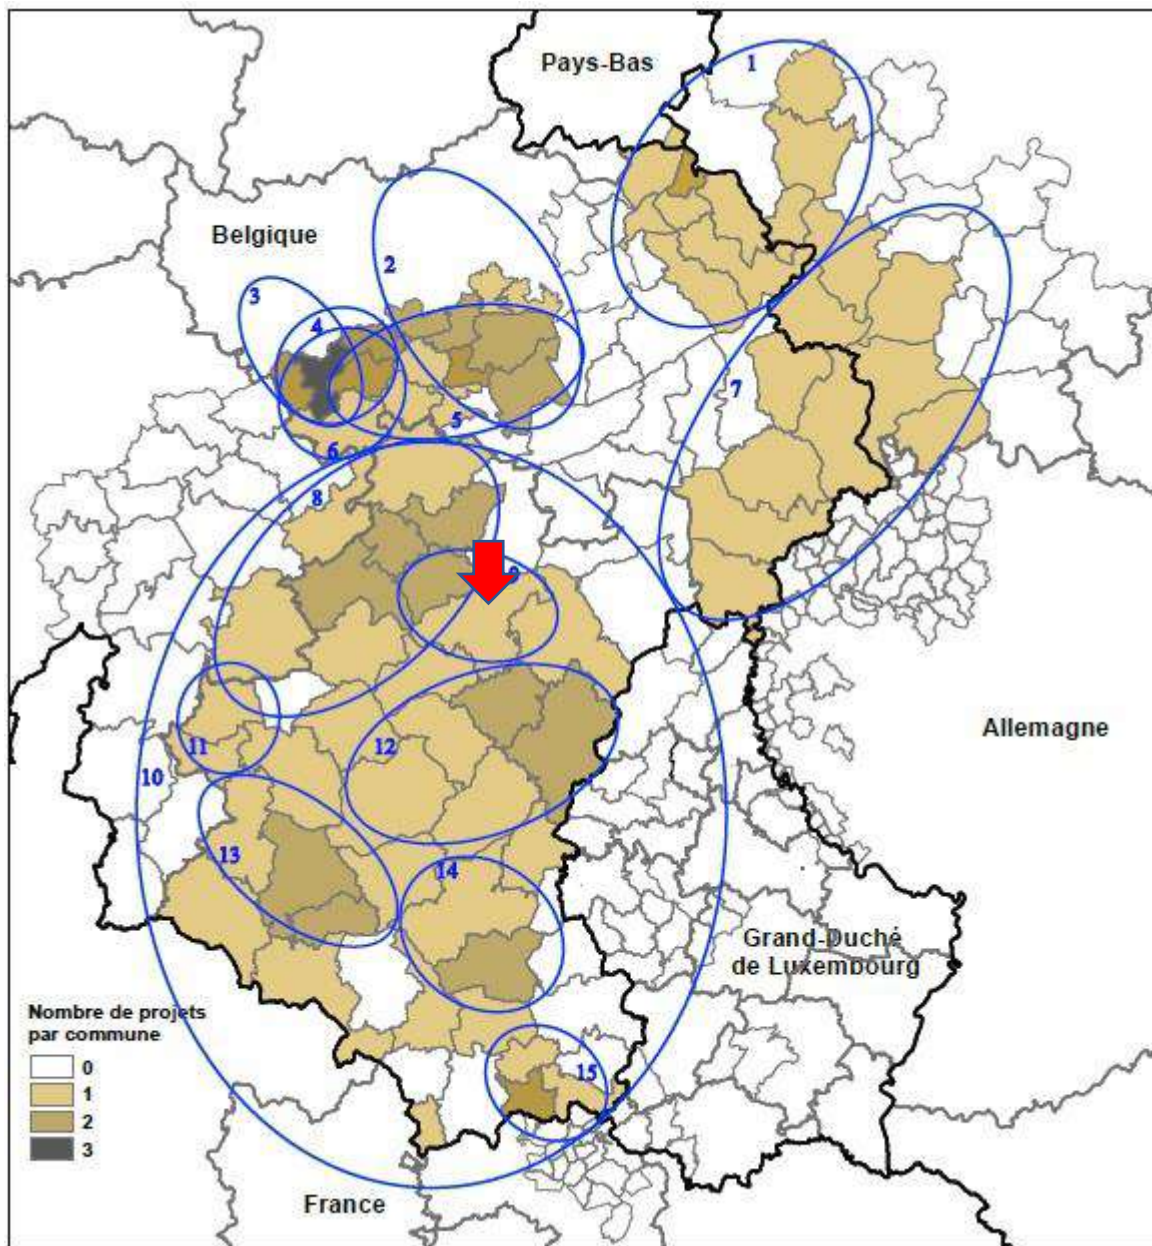 Pays-Bas
1
Belgique
2
3
4
5
6
7
8
9
Allemagne
10
11
12
13
14
Grand-Duché
de Luxembourg
15
Nombre de projets
par commune
0
1
2
3
France